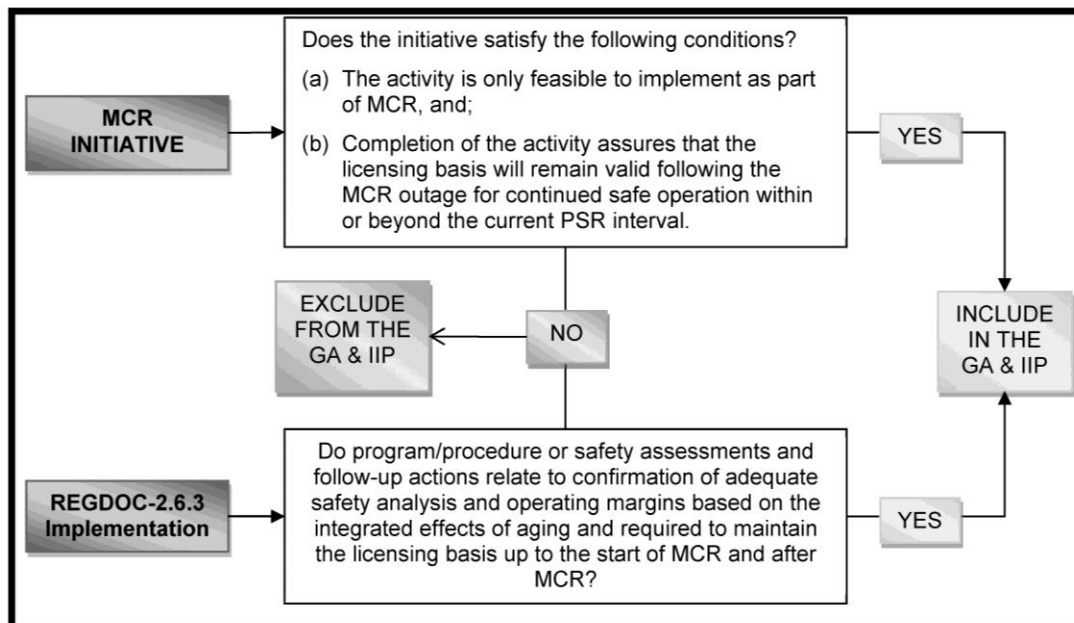 Does the initiative satisfy the following conditions?
(a) The activity is only feasible to implement as part
of MCR, and;
(b) Completion of the activity assures that the
licensing basis will remain valid following the
MCR outage for continued safe operation within
or beyond the current PSR interval.
MCR
INITIATIVE
YES
EXCLUDE
FROM THE
GA & IIP
NO
INCLUDE
IN THE
GA & IIP
REGDOC-2.6.3
Implementation
Do program/procedure or safety assessments and
follow-up actions relate to confirmation of adequate
safety analysis and operating margins based on the
integrated effects of aging and required to maintain
the licensing basis up to the start of MCR and after
MCR?
YES